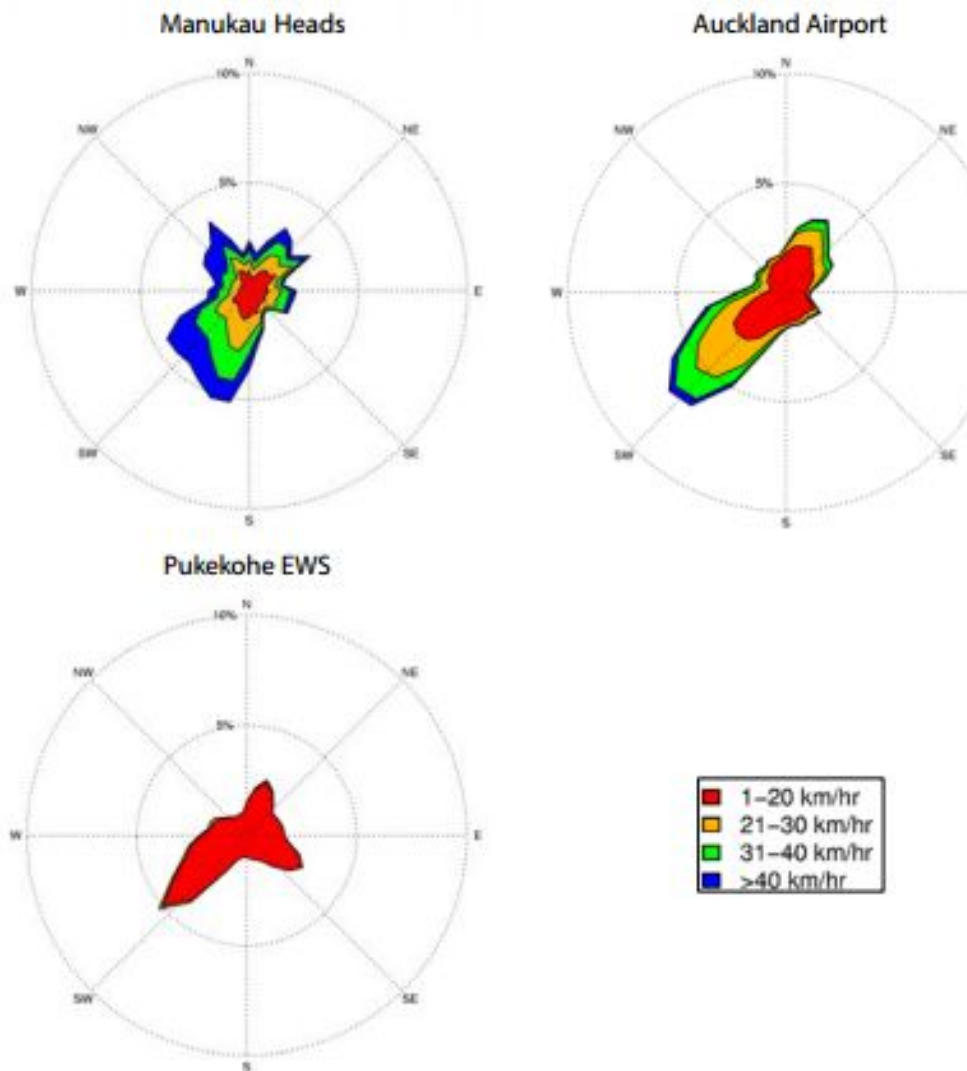 Manukau Heads
N
10%
NW
NE
5%
W
E
SW
SE
S
Auckland Airport
N
10%
NW
NE
5%
W
SW
SE
S
Pukekohe EWS
N
10%
NW
NE
5%
W
E
SW
SE
S
1-20 km/hr
21-30 km/hr
31-40 km/hr
>40 km/hr